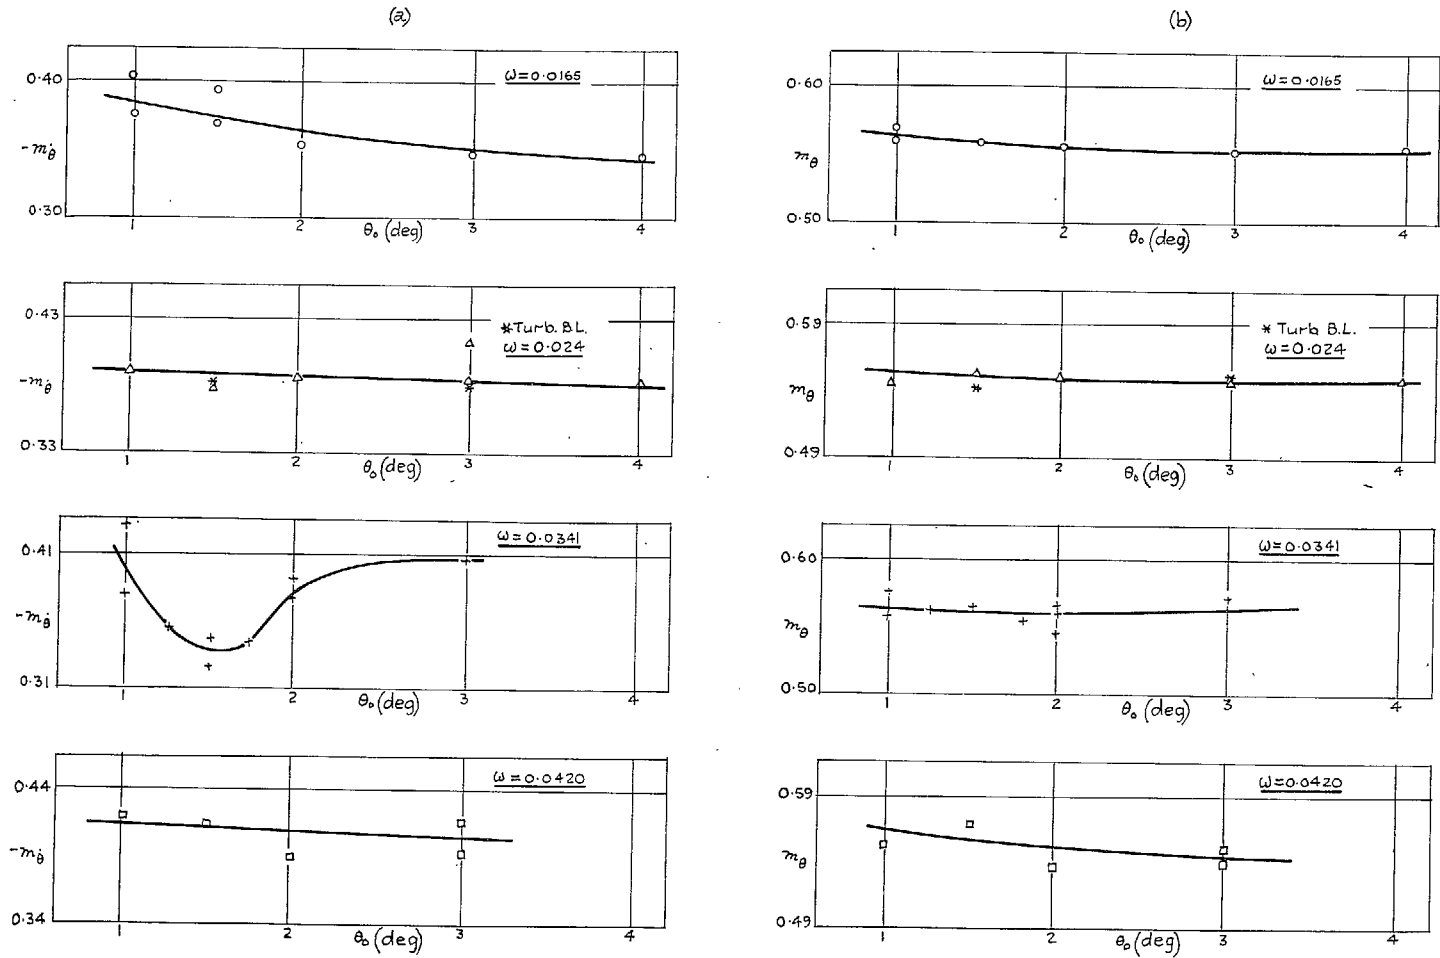 (a)
0.40
ω=0.0165
-m_θ̇
0.30
1 2 3 4
θ₀ (deg)
0.43
*Turb. B.L.
ω=0.024
-m_θ̇
0.33
1 2 3 4
θ₀ (deg)
0.41
ω=0.0341
-m_θ̇
0.31
1 2 3 4
θ₀ (deg)
0.44
ω=0.0420
-m_θ̇
0.34
1 2 3 4
θ₀ (deg)
(b)
0.60
ω=0.0165
m_θ
0.50
1 2 3 4
θ₀ (deg)
0.59
* Turb B.L.
ω=0.024
m_θ
0.49
1 2 3 4
θ₀ (deg)
0.60
ω=0.0341
m_θ
0.50
1 2 3 4
θ₀ (deg)
0.59
ω=0.0420
m_θ
0.49
1 2 3 4
θ₀ (deg)